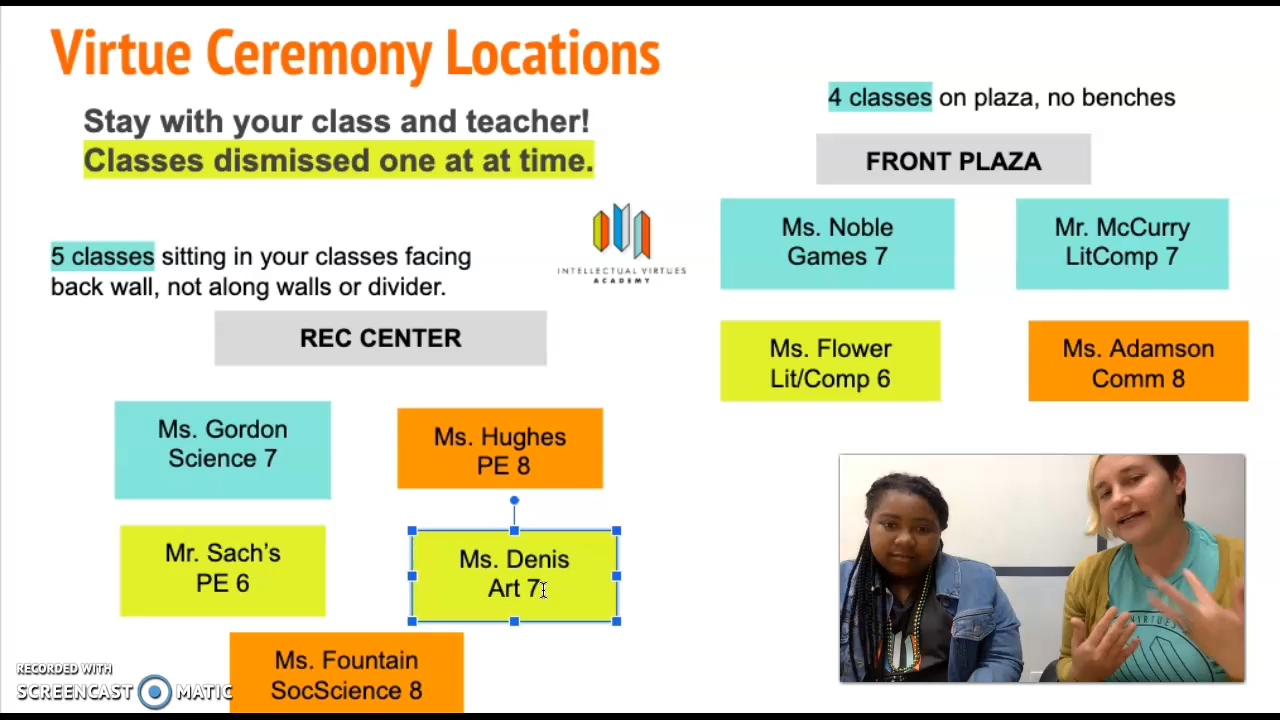 Virtue Ceremony Locations
Stay with your class and teacher!
Classes dismissed one at at time.
4 classes on plaza, no benches
FRONT PLAZA
Ms. Noble
Games 7
Mr. McCurry
LitComp 7
Ms. Flower
Lit/Comp 6
Ms. Adamson
Comm 8
INTELLECTUAL VIRTUES
ACADEMY
5 classes sitting in your classes facing
back wall, not along walls or divider.
REC CENTER
Ms. Gordon
Science 7
Ms. Hughes
PE 8
Mr. Sach's
PE 6
Ms. Denis
Art 7
Ms. Fountain
SocScience 8
RECORDED WITH
SCREENCAST MATIC